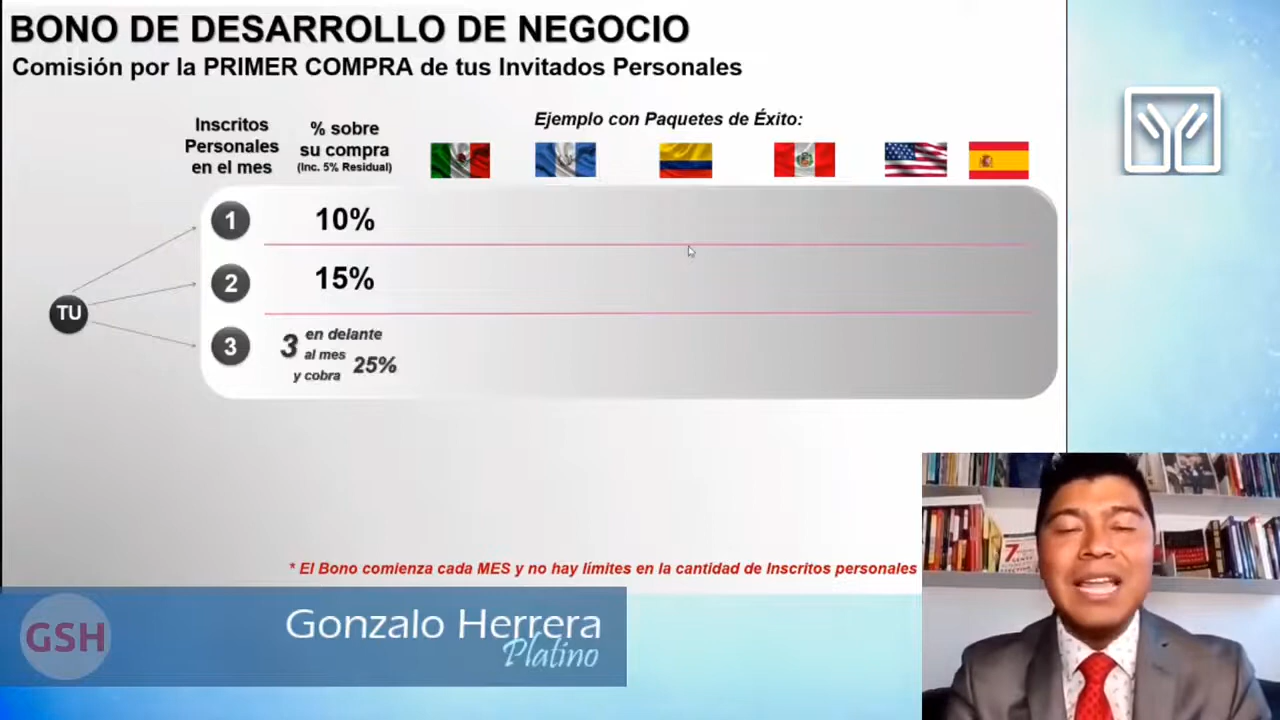 BONO DE DESARROLLO DE NEGOCIO
Comisión por la PRIMER COMPRA de tus Invitados Personales
Inscritos
Personales
en el mes
% sobre
su compra
(Inc. 5% Residual)
Ejemplo con Paquetes de Éxito:
1
10%
2
15%
TU
3
3 en delante
al mes
y cobra 25%
* El Bono comienza cada MES y no hay límites en la cantidad de Inscritos personales
GSH
Gonzalo Herrera
Platino
7